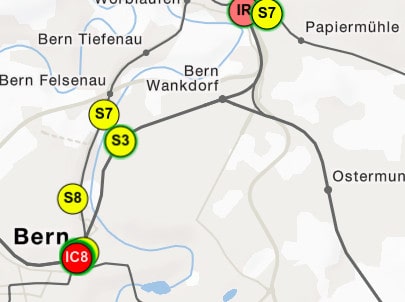 Worblaufen
IR
S7
Papiermühle
Bern Tiefenau
Bern Felsenau
Bern
Wankdorf
S7
S3
Ostermun
S8
Bern
IC8